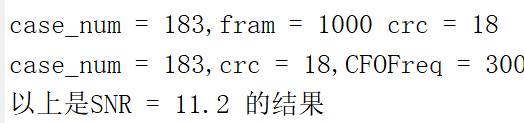 case_num = 183,fram = 1000 crc = 18
case_num = 183,crc = 18,CFOFreq = 300
以上是SNR = 11.2 的结果